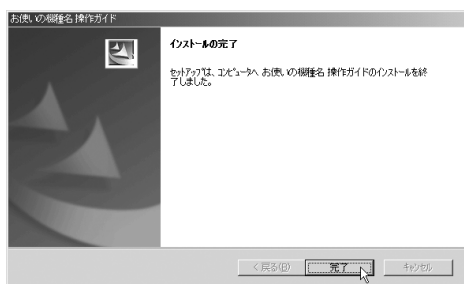 お使いの機種名 操作ガイド
インストールの完了
セットアップは、コンピュータへ お使いの機種名 操作ガイドのインストールを終
了しました。
< 戻る(B)
完了
キャンセル